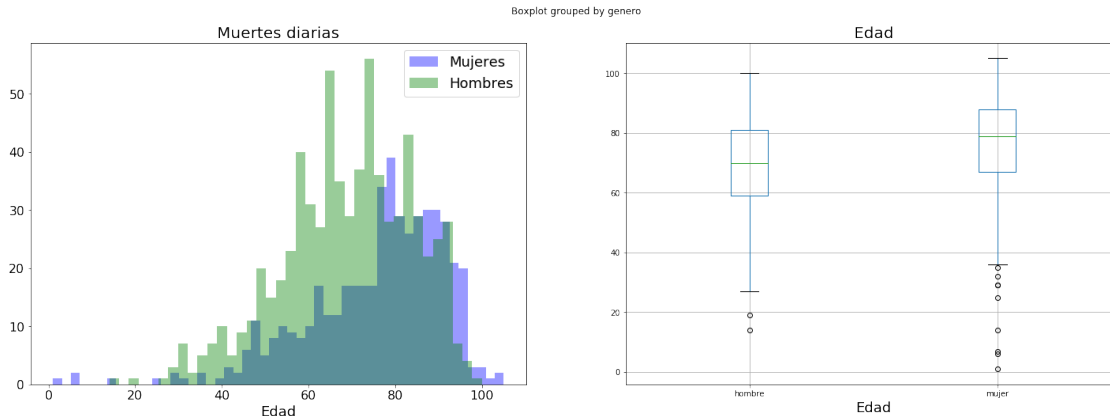 Boxplot grouped by genero
Muertes diarias
Mujeres
Hombres
50
40
30
20
10
0
0 20 40 60 80 100
Edad
Edad
100
80
60
40
20
0
hombre mujer
Edad